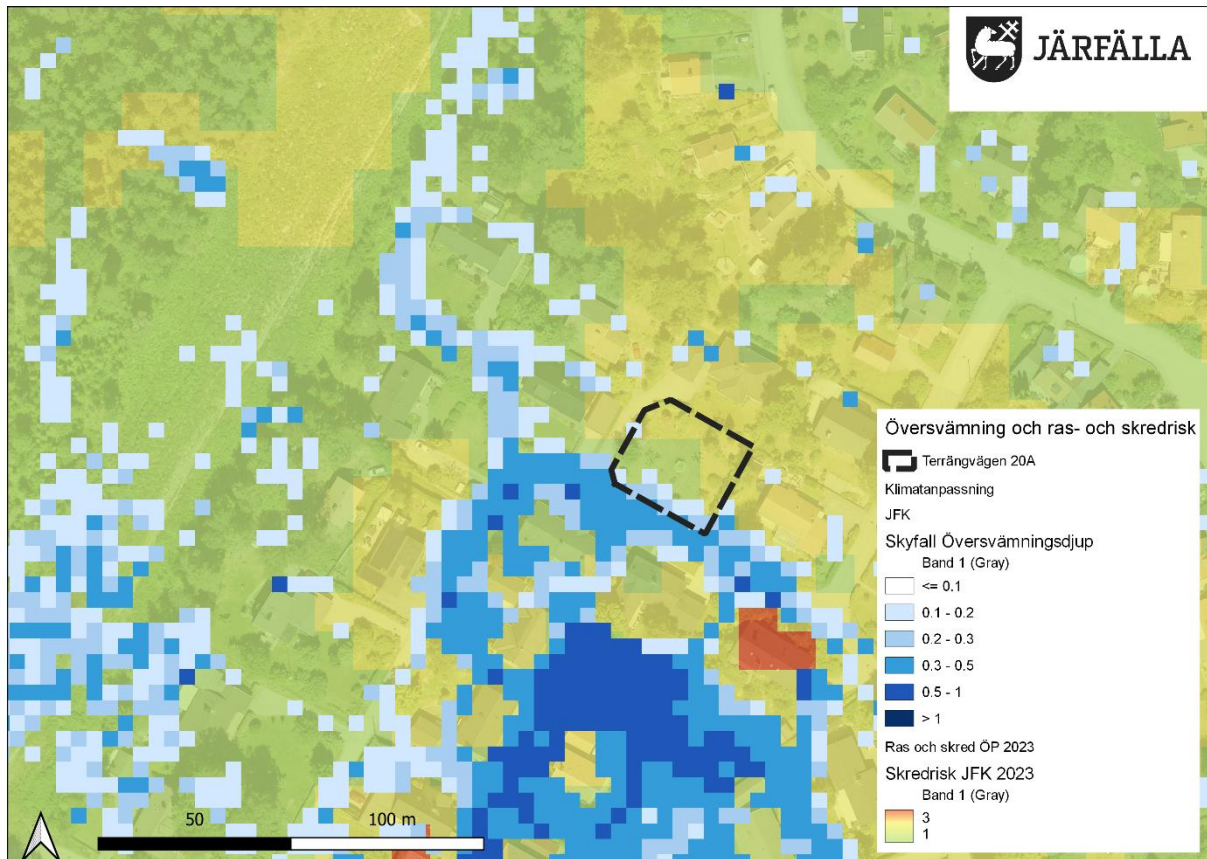 JÄRFÄLLA
Översvämning och ras- och skredrisk
Terrängvägen 20A
Klimatanpassning
JFK
Skyfall Översvämningsdjup
Band 1 (Gray)
<= 0.1
0.1 - 0.2
0.2 - 0.3
0.3 - 0.5
0.5 - 1
> 1
Ras och skred ÖP 2023
Skredrisk JFK 2023
Band 1 (Gray)
3
1
50 100 m